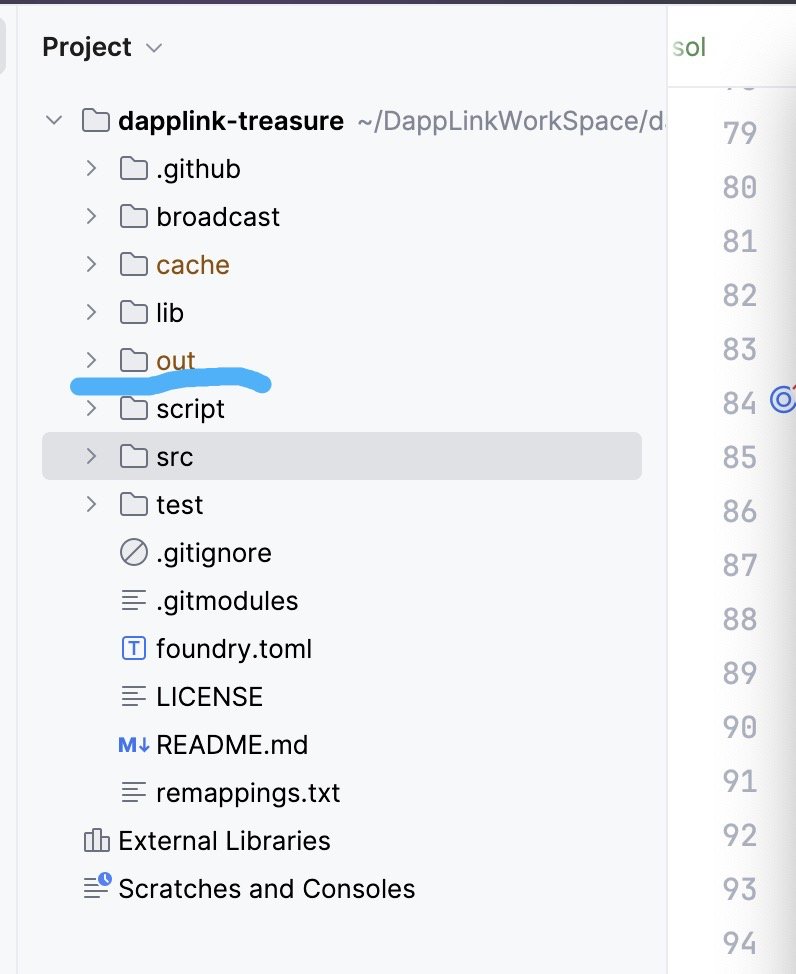 Project
sol
dapplink-treasure ~/DappLinkWorkSpace/d
.github
79
broadcast
80
cache
81
lib
82
out
83
script
84
src
85
test
86
.gitignore
87
.gitmodules
88
foundry.toml
89
LICENSE
90
README.md
91
remappings.txt
92
External Libraries
93
Scratches and Consoles
94